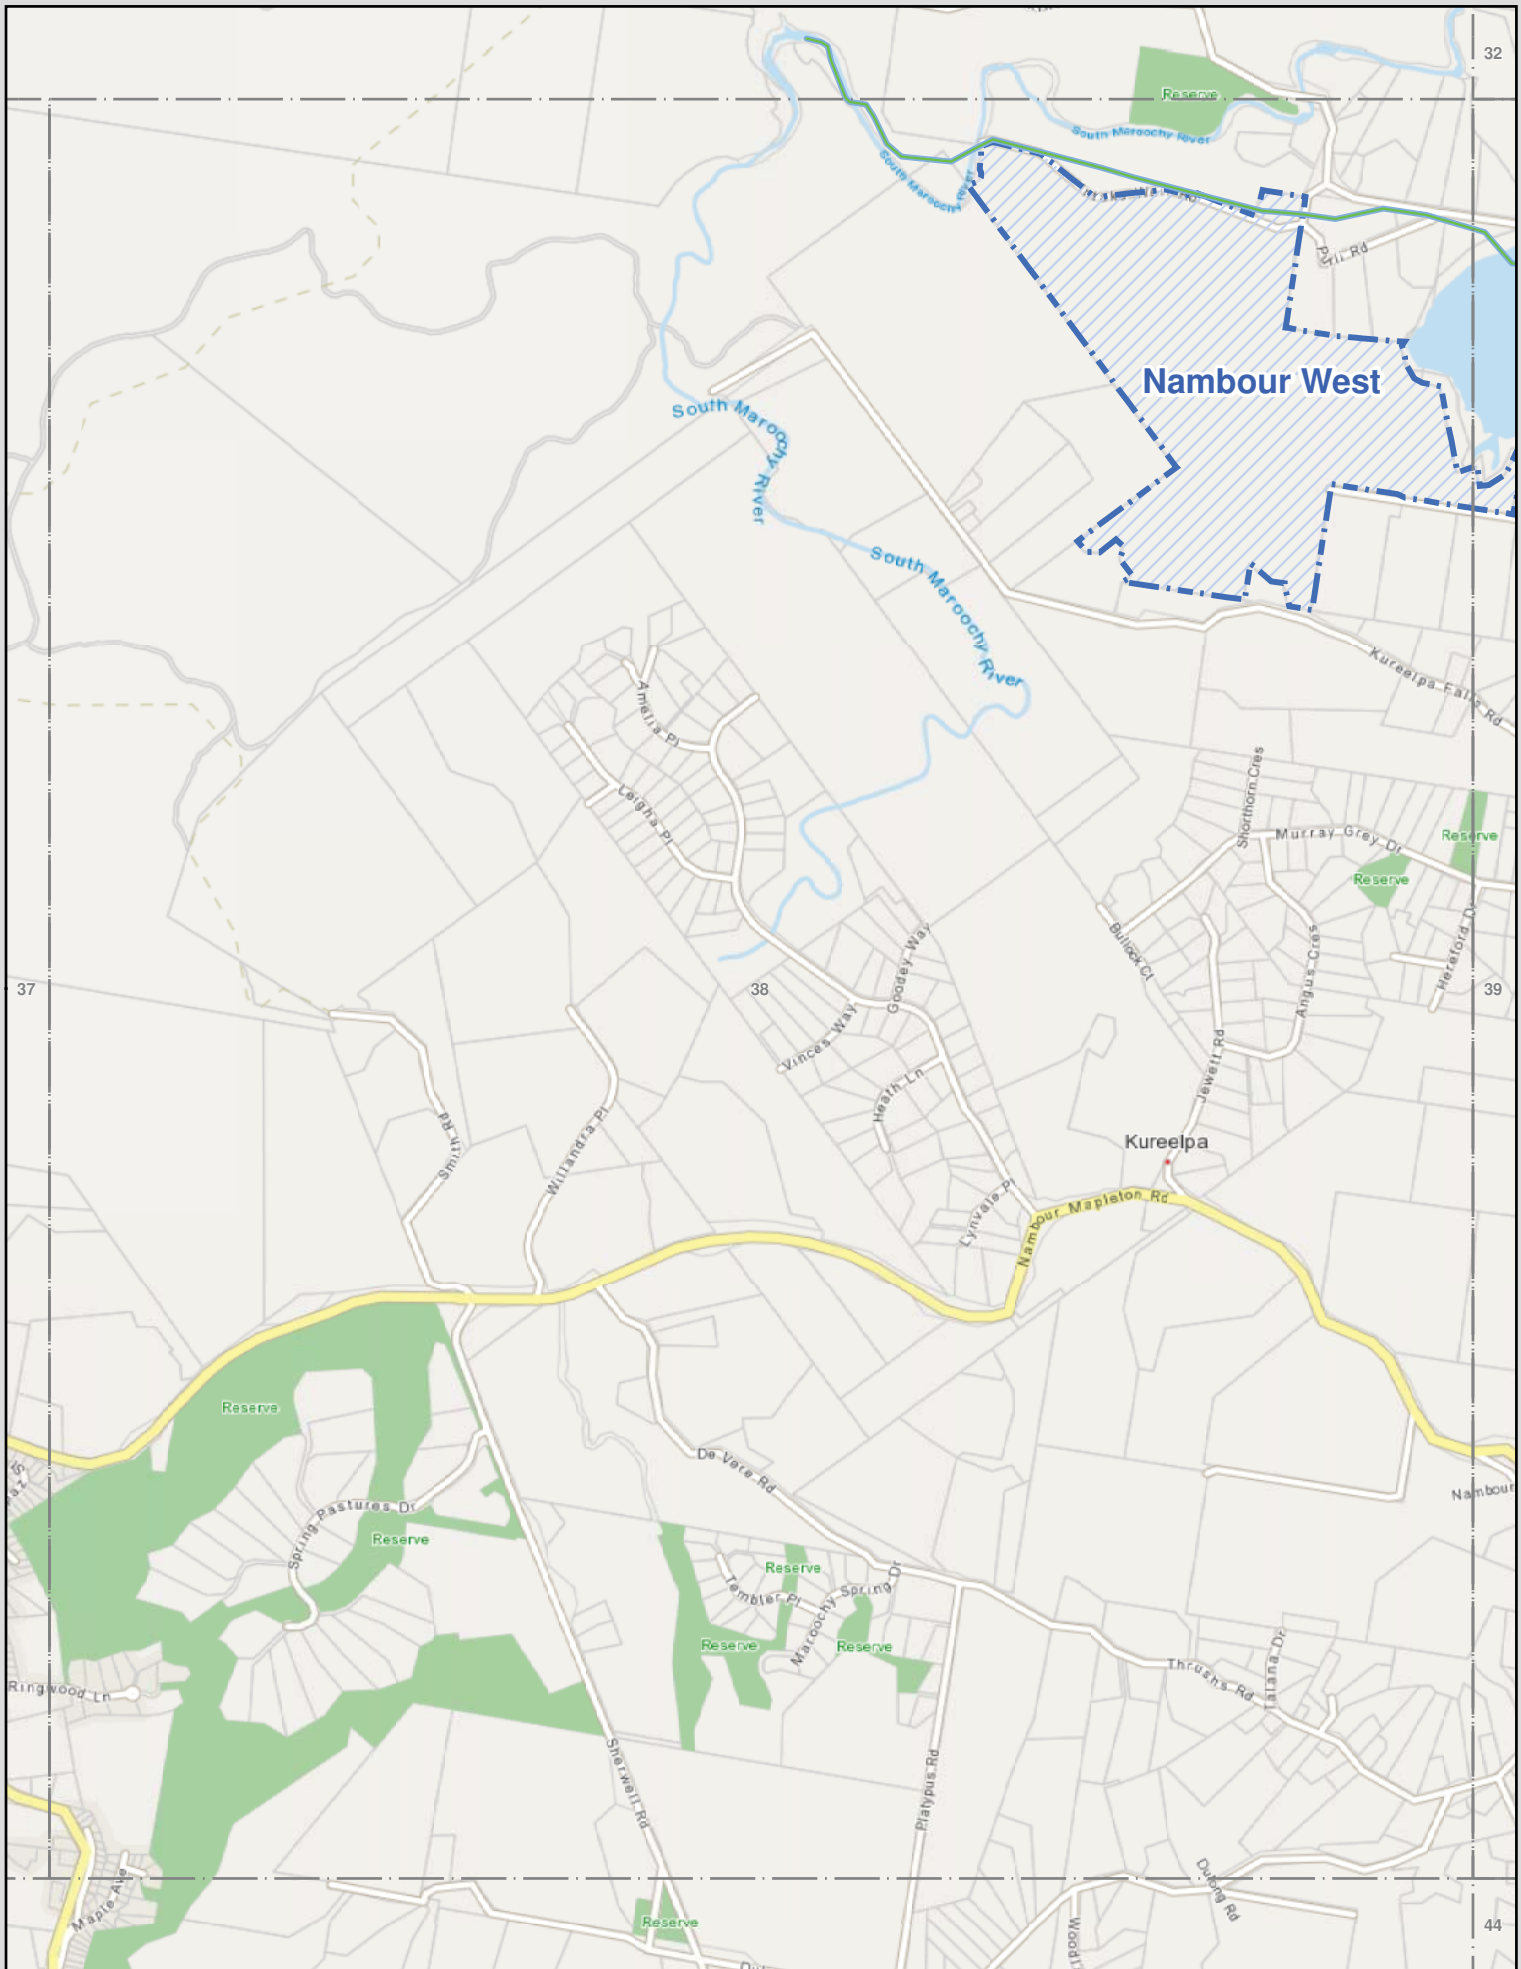 32
Reserve
South Maroochy River
South Maroochy River
Pryli Rd
Nambour West
South Maroochy River
South Maroochy River
Kureelpa Falls Rd
Amelia Pl
Leigha Pl
Shorthorn Cres
Murray Grey Dr
Reserve
Reserve
Bullock Ct
Goodey Way
Angus Cres
Hereford Dr
37
38
39
Vinces Way
Heath Ln
Jewett Rd
Smith Rd
Willandra Pl
Kureelpa
Lynvale Pl
Nambour Mapleton Rd
Reserve
De Vere Rd
Nambour
Spring Pastures Dr
Reserve
Reserve
Templer Pl
Maroochy Spring Dr
Reserve
Reserve
Thrushs Rd
Talana Dr
Ringwood Ln
Sherwell Rd
Platypus Rd
Maple Ave
Dulong Rd
Reserve
44